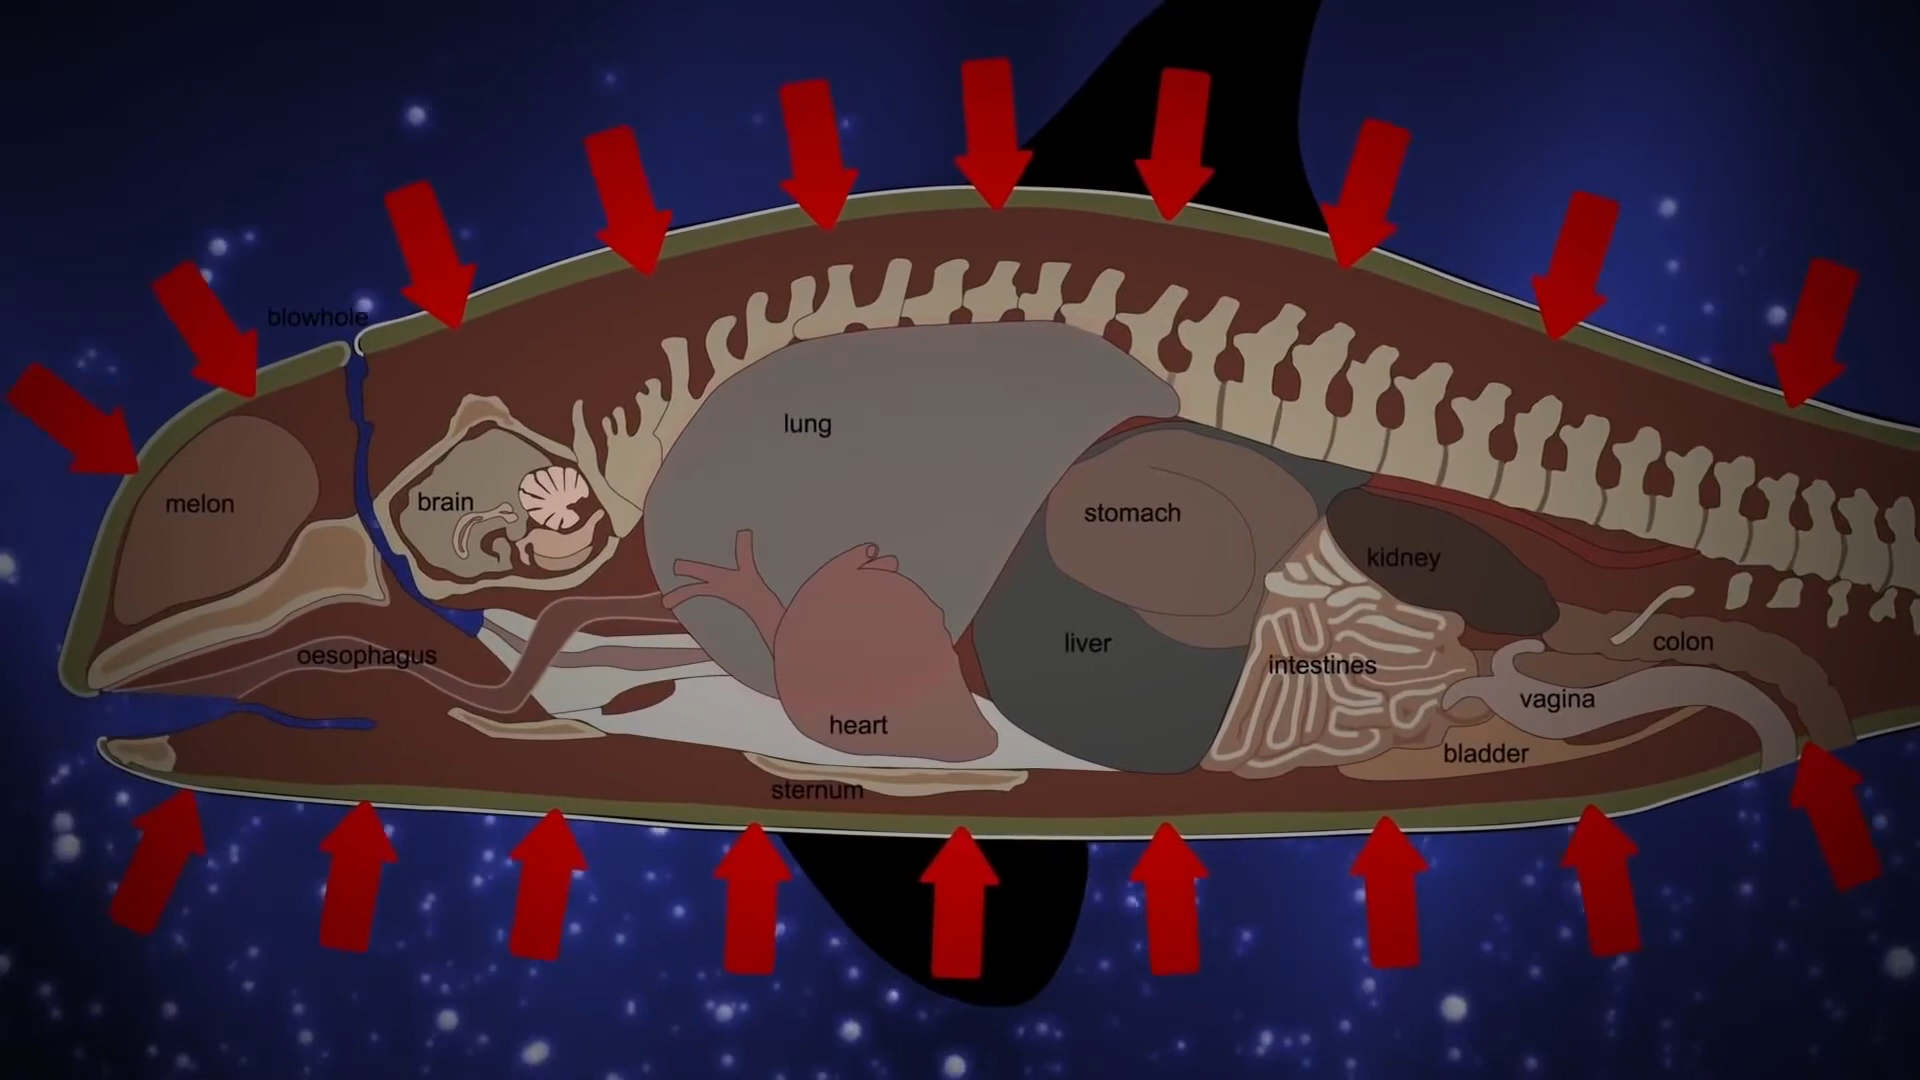 blowhole
lung
melon
brain
stomach
kidney
oesophagus
liver
intestines
colon
vagina
heart
bladder
sternum